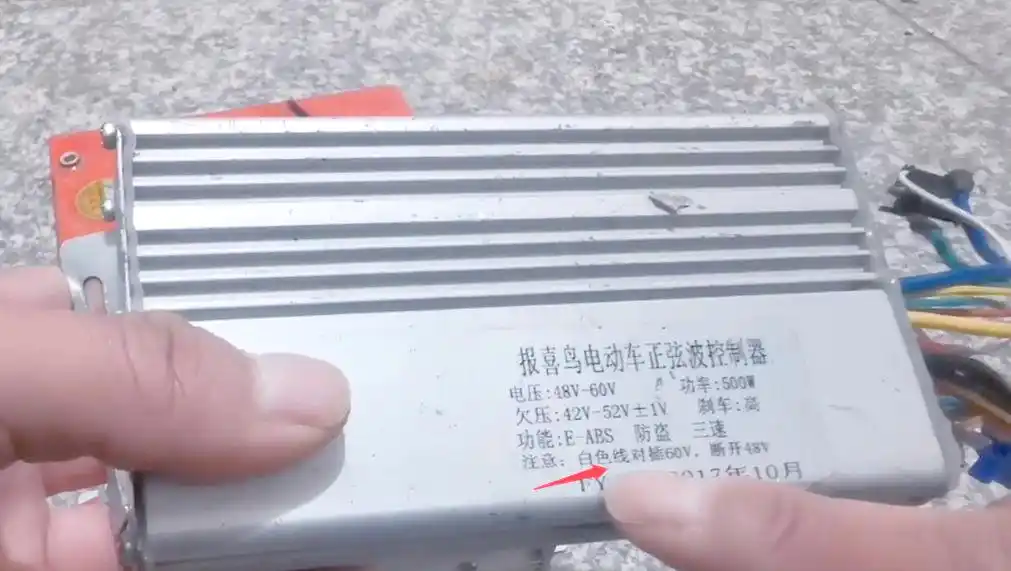 报喜鸟电动车正弦波控制器
电压:48V-60V 功率:500W
欠压:42V-52V±1V 刹车:高
功能:E-ABS 防盗 三速
注意：白色线对插60V，断开48V
FY 2017年10月